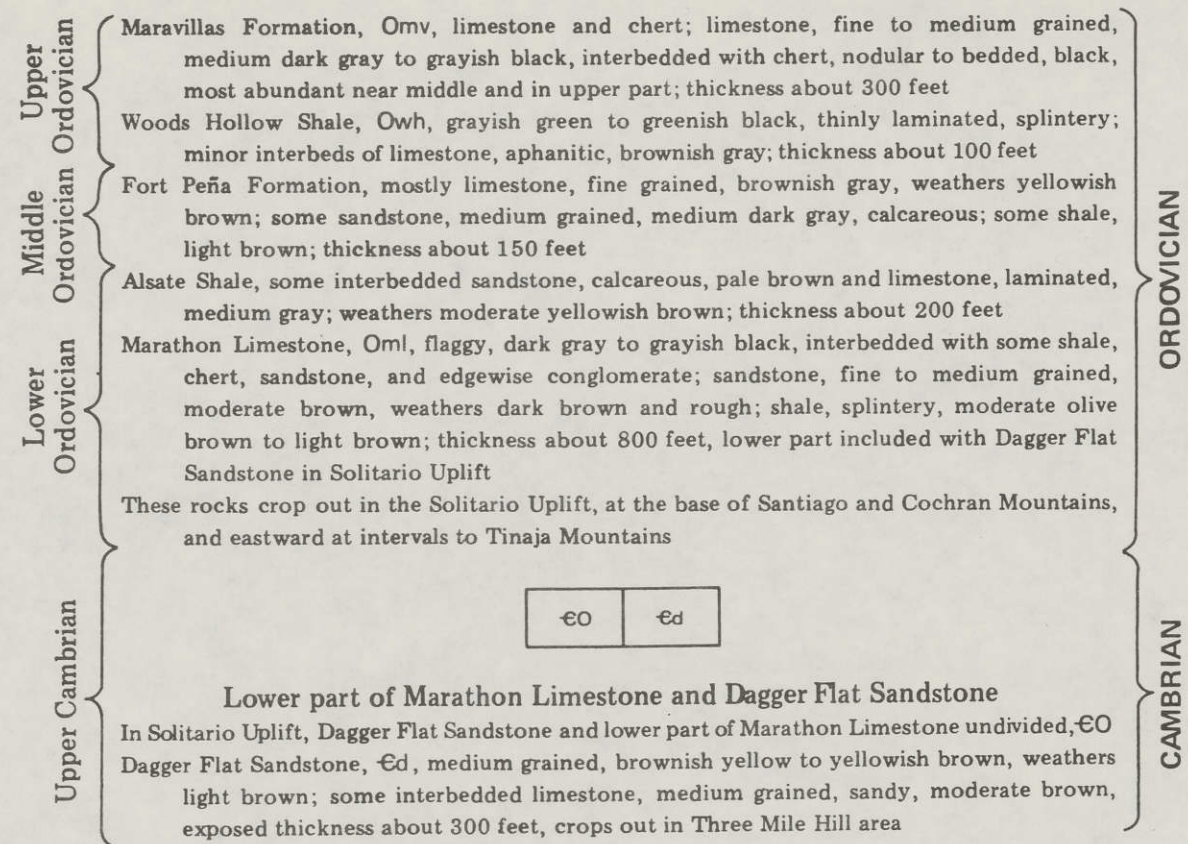 Upper
Ordovician
Maravillas Formation, Omv, limestone and chert; limestone, fine to medium grained,
medium dark gray to grayish black, interbedded with chert, nodular to bedded, black,
most abundant near middle and in upper part; thickness about 300 feet
Woods Hollow Shale, Owh, grayish green to greenish black, thinly laminated, splintery;
minor interbeds of limestone, aphanitic, brownish gray; thickness about 100 feet
Middle
Ordovician
Fort Peña Formation, mostly limestone, fine grained, brownish gray, weathers yellowish
brown; some sandstone, medium grained, medium dark gray, calcareous; some shale,
light brown; thickness about 150 feet
Alsate Shale, some interbedded sandstone, calcareous, pale brown and limestone, laminated,
medium gray; weathers moderate yellowish brown; thickness about 200 feet
Lower
Ordovician
Marathon Limestone, Oml, flaggy, dark gray to grayish black, interbedded with some shale,
chert, sandstone, and edgewise conglomerate; sandstone, fine to medium grained,
moderate brown, weathers dark brown and rough; shale, splintery, moderate olive
brown to light brown; thickness about 800 feet, lower part included with Dagger Flat
Sandstone in Solitario Uplift
These rocks crop out in the Solitario Uplift, at the base of Santiago and Cochran Mountains,
and eastward at intervals to Tinaja Mountains
ORDOVICIAN
Upper Cambrian
ЄO Єd
Lower part of Marathon Limestone and Dagger Flat Sandstone
In Solitario Uplift, Dagger Flat Sandstone and lower part of Marathon Limestone undivided, ЄO
Dagger Flat Sandstone, Єd, medium grained, brownish yellow to yellowish brown, weathers
light brown; some interbedded limestone, medium grained, sandy, moderate brown,
exposed thickness about 300 feet, crops out in Three Mile Hill area
CAMBRIAN